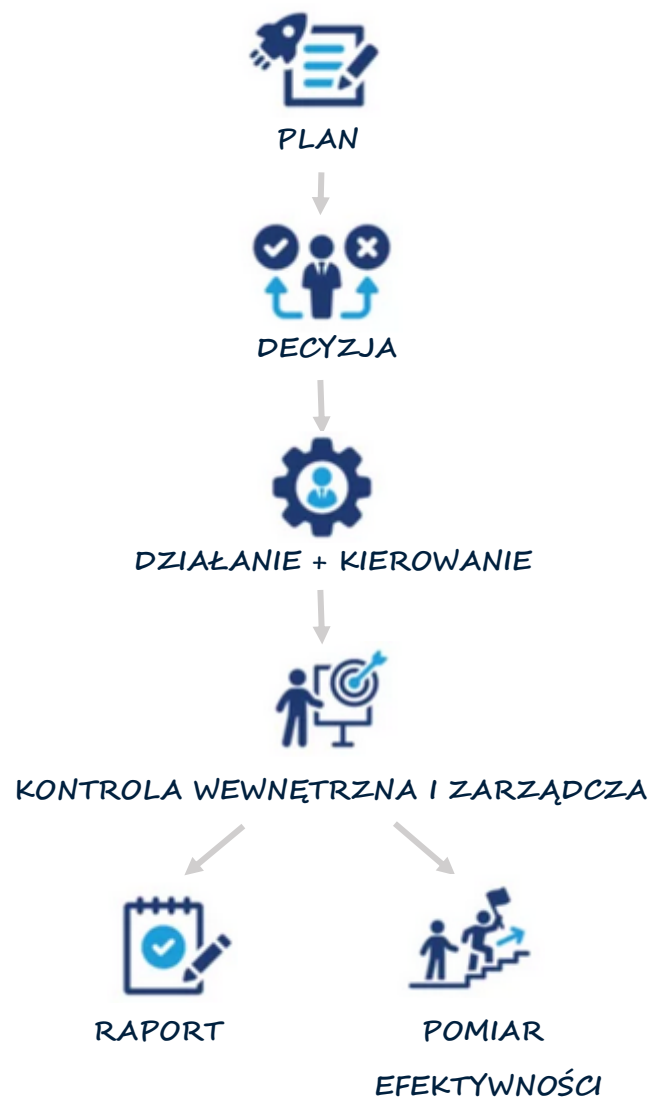 PLAN
DECYZJA
DZIAŁANIE + KIEROWANIE
KONTROLA WEWNĘTRZNA I ZARZĄDCZA
RAPORT
POMIAR
EFEKTYWNOŚCI